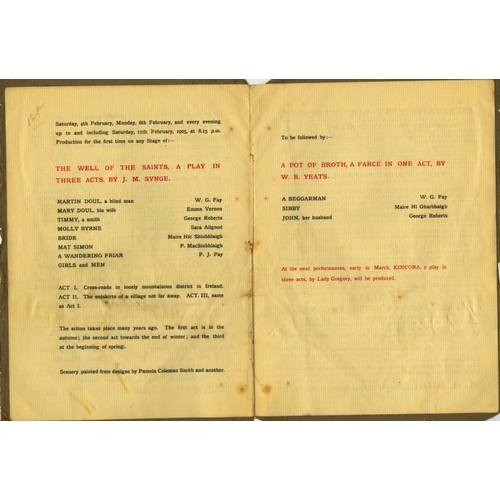 Saturday, 4th February, Monday, 6th February, and every evening
up to and including Saturday, 11th February, 1905, at 8.15 p.m.
Production for the first time on any Stage of:—
THE WELL OF THE SAINTS, A PLAY IN
THREE ACTS. BY J. M. SYNGE.
MARTIN DOUL, a blind man W. G. Fay
MARY DOUL, his wife Emma Vernon
TIMMY, a smith George Roberts
MOLLY BYRNE Sara Allgood
BRIDE Maire Nic Shiubhlaigh
MAT SIMON P. MacShiubhlaigh
A WANDERING FRIAR F. J. Fay
GIRLS and MEN
ACT I. Cross-roads in lonely mountainous district in Ireland.
ACT II. The outskirts of a village not far away. ACT. III, same
as Act I.
The action takes place many years ago. The first act is in the
autumn; the second act towards the end of winter; and the third
at the beginning of spring.
Scenery painted from designs by Pamela Coleman Smith and another.
To be followed by:—
A POT OF BROTH, A FARCE IN ONE ACT, BY
W. B. YEATS.
A BEGGARMAN W. G. Fay
SIBBY Maire Ni Gharbhaigh
JOHN, her husband George Roberts
At the next performances, early in March, KINCORA, a play in
three acts, by Lady Gregory, will be produced.